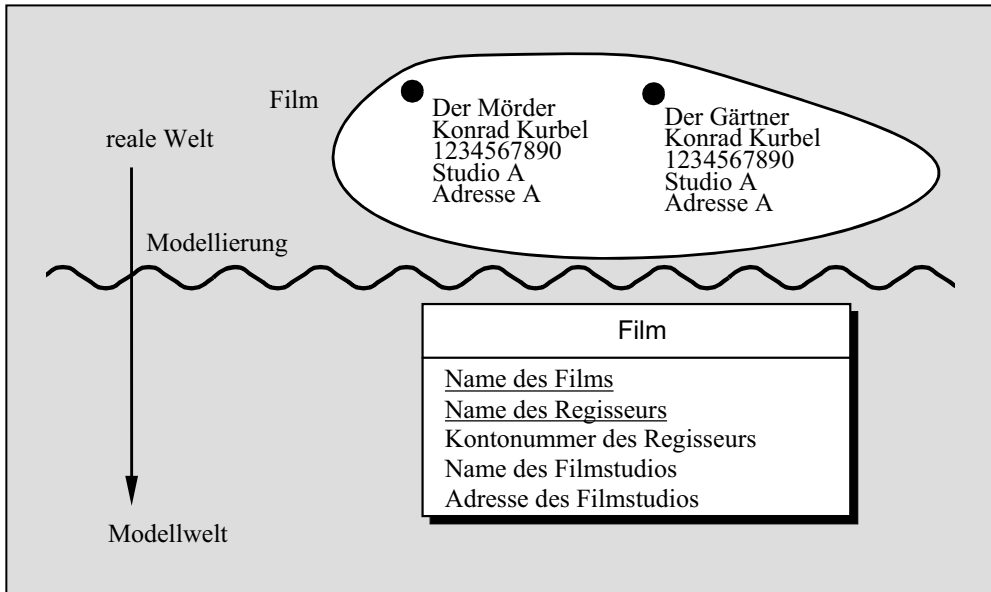 Film
Der Mörder
Konrad Kurbel
1234567890
Studio A
Adresse A
Der Gärtner
Konrad Kurbel
1234567890
Studio A
Adresse A
reale Welt
Modellierung
Film
Name des Films
Name des Regisseurs
Kontonummer des Regisseurs
Name des Filmstudios
Adresse des Filmstudios
Modellwelt